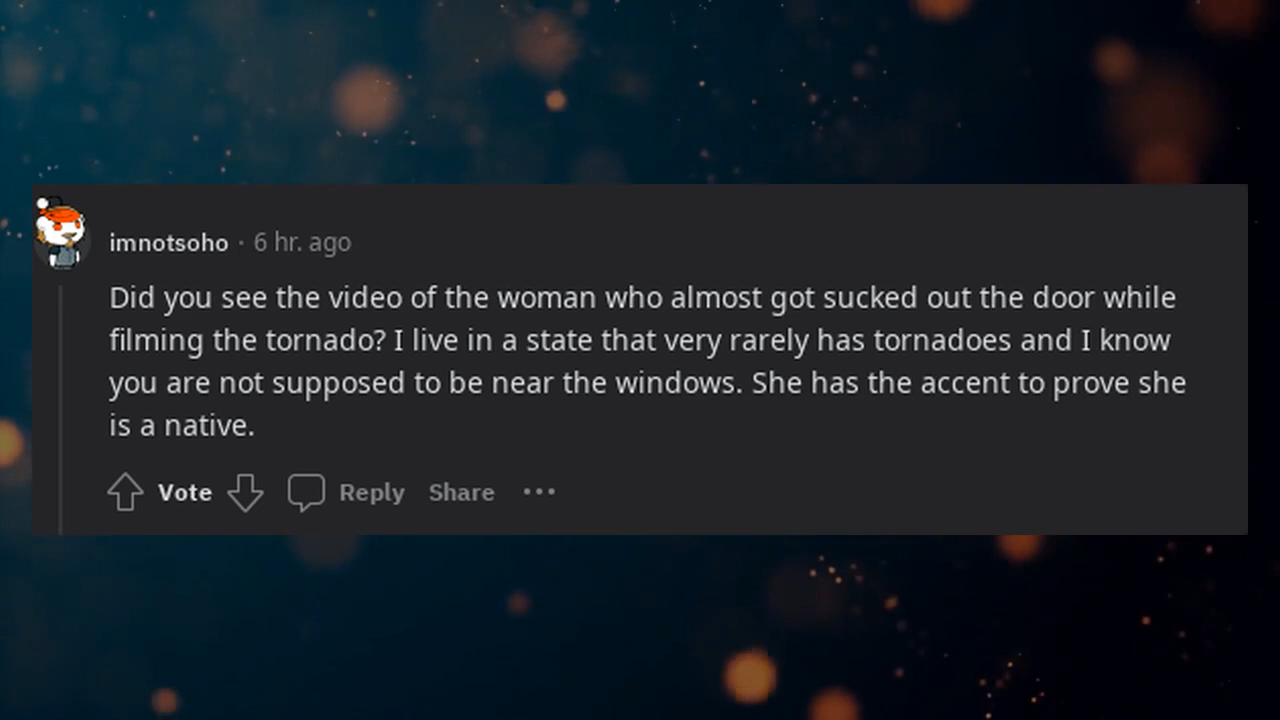 imnotsoho · 6 hr. ago
Did you see the video of the woman who almost got sucked out the door while
filming the tornado? I live in a state that very rarely has tornadoes and I know
you are not supposed to be near the windows. She has the accent to prove she
is a native.
Vote Reply Share •••